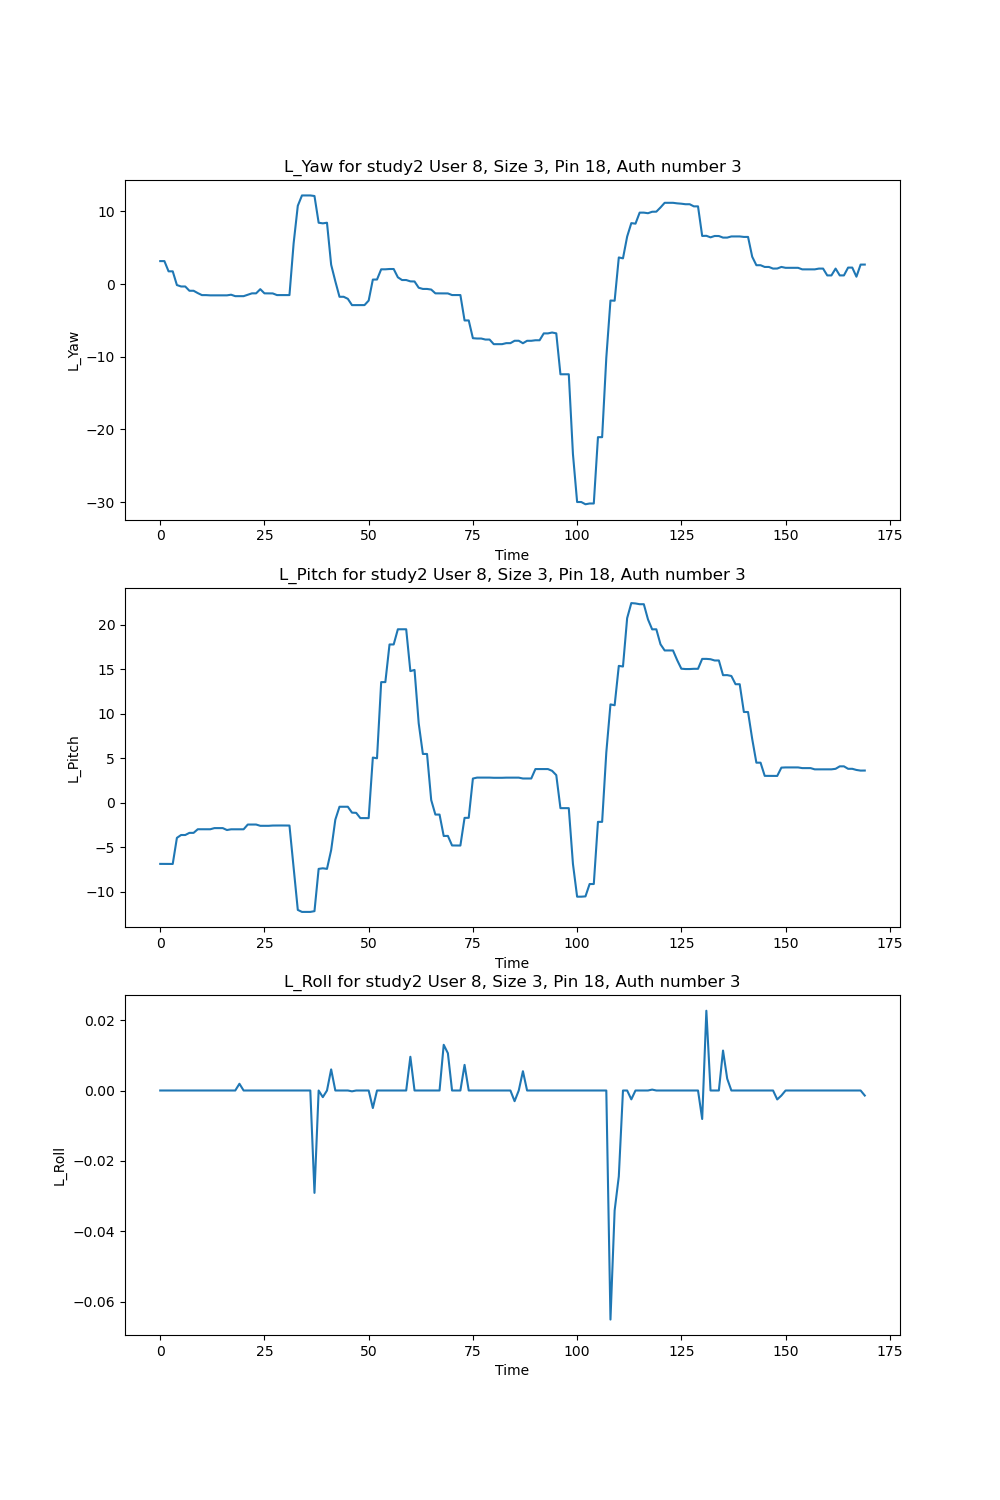 L_Yaw for study2 User 8, Size 3, Pin 18, Auth number 3
L_Yaw
10
0
−10
−20
−30
0 25 50 75 100 125 150 175
Time
L_Pitch for study2 User 8, Size 3, Pin 18, Auth number 3
L_Pitch
20
15
10
5
0
−5
−10
0 25 50 75 100 125 150 175
Time
L_Roll for study2 User 8, Size 3, Pin 18, Auth number 3
L_Roll
0.02
0.00
−0.02
−0.04
−0.06
0 25 50 75 100 125 150 175
Time